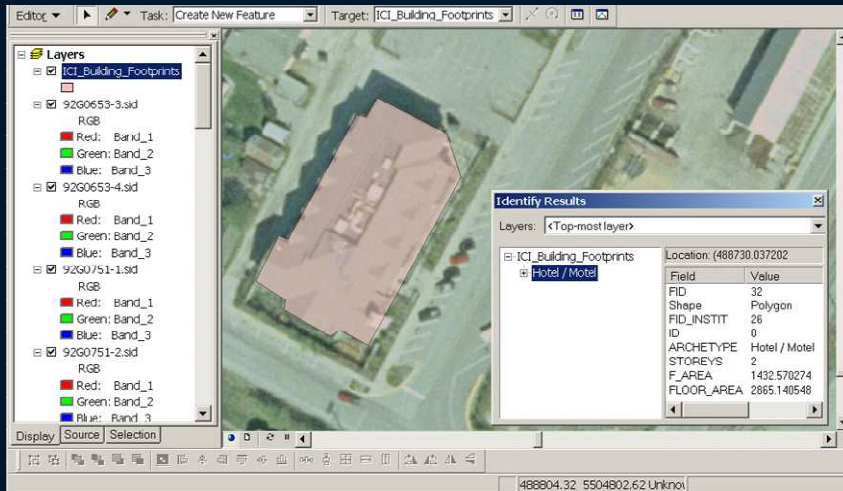 Editor Task: Create New Feature Target: ICI_Building_Footprints
Layers
ICI_Building_Footprints
92G0653-3.sid
RGB
Red: Band_1
Green: Band_2
Blue: Band_3
92G0653-4.sid
RGB
Red: Band_1
Green: Band_2
Blue: Band_3
92G0751-1.sid
RGB
Red: Band_1
Green: Band_2
Blue: Band_3
92G0751-2.sid
RGB
Red: Band_1
Green: Band_2
Blue: Band_3
Display Source Selection
Identify Results
Layers: <Top-most layer>
ICI_Building_Footprints
Hotel / Motel
Location: (488730.037202
Field Value
FID 32
Shape Polygon
FID_INSTIT 26
ID 0
ARCHETYPE Hotel / Motel
STOREYS 2
F_AREA 1432.570274
FLOOR_AREA 2865.140548
488804.32 5504802.62 Unknow